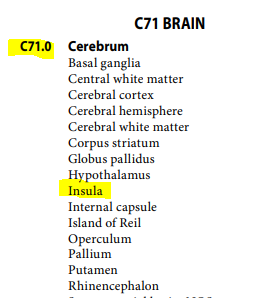 C71 BRAIN
C71.0 Cerebrum
Basal ganglia
Central white matter
Cerebral cortex
Cerebral hemisphere
Cerebral white matter
Corpus striatum
Globus pallidus
Hypothalamus
Insula
Internal capsule
Island of Reil
Operculum
Pallium
Putamen
Rhinencephalon